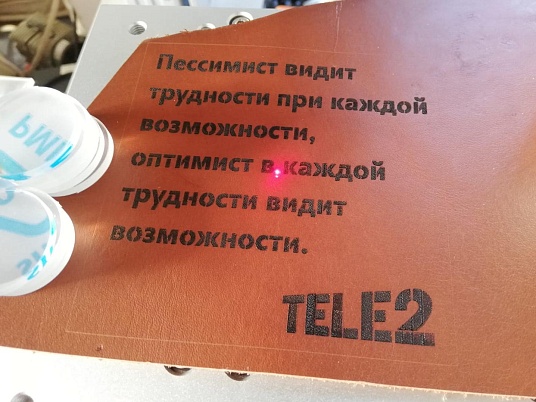 Пессимист видит
трудности при каждой
возможности,
оптимист в каждой
трудности видит
возможности.
TELE2